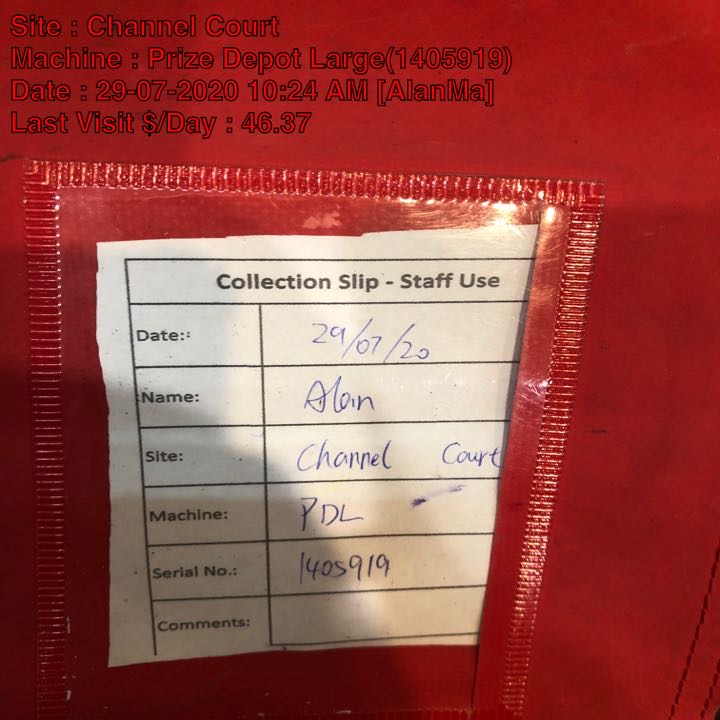 Site : Channel Court
Machine : Prize Depot Large(1405919)
Date : 29-07-2020 10:24 AM [AlanMa]
Last Visit $/Day : 46.37
Collection Slip - Staff Use
Date:: 29/07/20
Name: Alan
Site: Channel Court
Machine: PDL
Serial No.: 1405919
Comments: